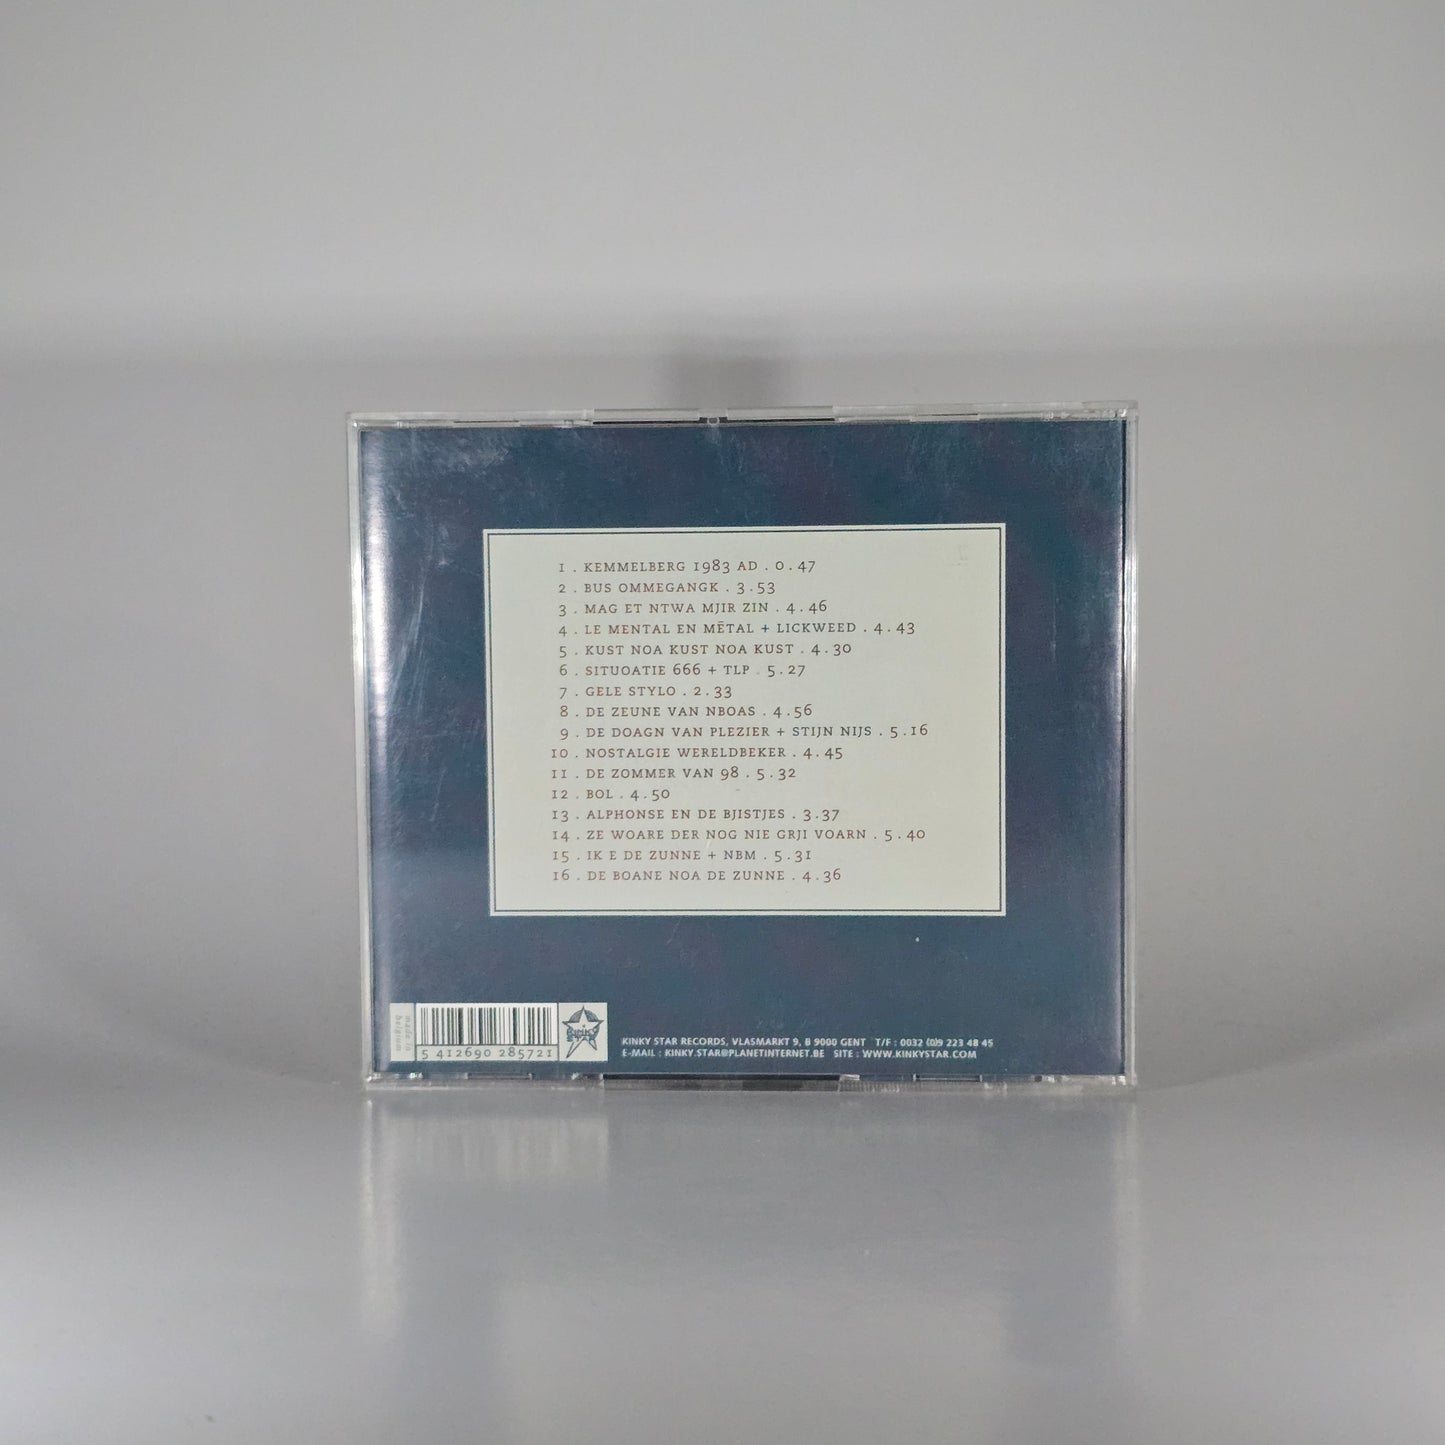 1 . KEMMELBERG 1983 AD . 0.47
2 . BUS OMMEGANGK . 3.53
3 . MAG ET NTWA MJIR ZIN . 4.46
4 . LE MENTAL EN MĒTAL + LICKWEED . 4.43
5 . KUST NOA KUST NOA KUST . 4.30
6 . SITUOATIE 666 + TLP . 5.27
7 . GELE STYLO . 2.33
8 . DE ZEUNE VAN NBOAS . 4.56
9 . DE DOAGN VAN PLEZIER + STIJN NIJS . 5.16
10 . NOSTALGIE WERELDBEKER . 4.45
11 . DE ZOMMER VAN 98 . 5.32
12 . BOL . 4.50
13 . ALPHONSE EN DE BJISTJES . 3.37
14 . ZE WOARE DER NOG NIE GRJI VOARN . 5.40
15 . IK E DE ZUNNE + NBM . 5.31
16 . DE BOANE NOA DE ZUNNE . 4.36
made in
belgium
5 412690 285721
KINKY
STAR
KINKY STAR RECORDS, VLASMARKT 9, B 9000 GENT T/F : 0032 (0)9 223 48 45
E-MAIL : KINKY.STAR@PLANETINTERNET.BE SITE : WWW.KINKYSTAR.COM